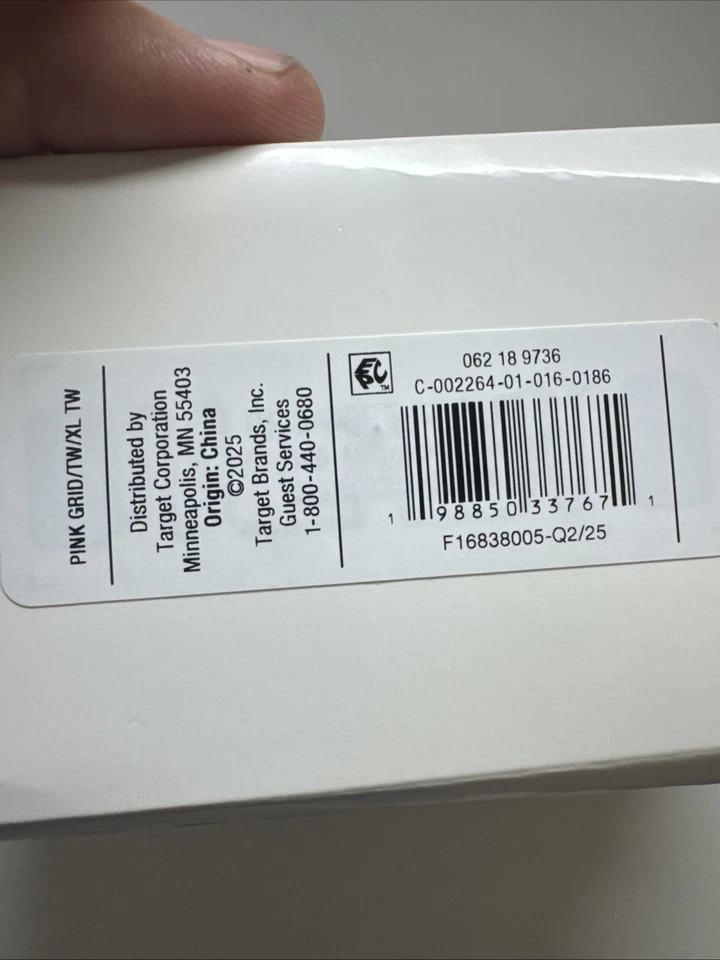 PINK GRID/TW/XL TW
Distributed by
Target Corporation
Minneapolis, MN 55403
Origin: China
©2025
Target Brands, Inc.
Guest Services
1-800-440-0680
TM
062 18 9736
C-002264-01-016-0186
1 98850 33767 1
F16838005-Q2/25